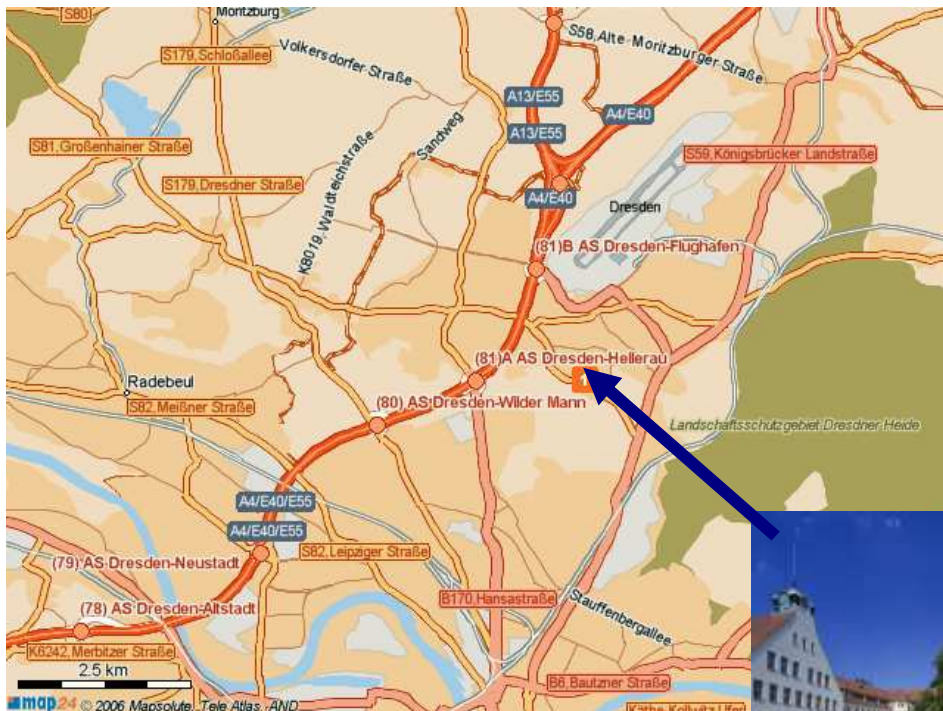 S80
Moritzburg
S58, Alte-Moritzburger-Straße
S179, Schloßallee
Volkersdorfer-Straße
A13/E55
A4/E40
A13/E55
Sandweg
S81, Großenhainer Straße
S59, Königsbrücker Landstraße
K8019, Waldteichstraße
S179, Dresdner Straße
A4/E40
Dresden
(81)B AS Dresden-Flughafen
(81)A AS Dresden-Hellerau
1
Radebeul
S82, Meißner Straße
(80) AS Dresden-Wilder Mann
Landschaftsschutzgebiet Dresdner Heide
A4/E40/E55
A4/E40/E55
S82, Leipziger Straße
(79) AS Dresden-Neustadt
B170 Hansastraße
Stauffenbergallee
(78) AS Dresden-Altstadt
K6242, Merbitzer Straße
2.5 km
B6, Bautzner Straße
map24 © 2006 Mapsolute, Tele Atlas, AND
Käthe-Kollwitz-Ufer